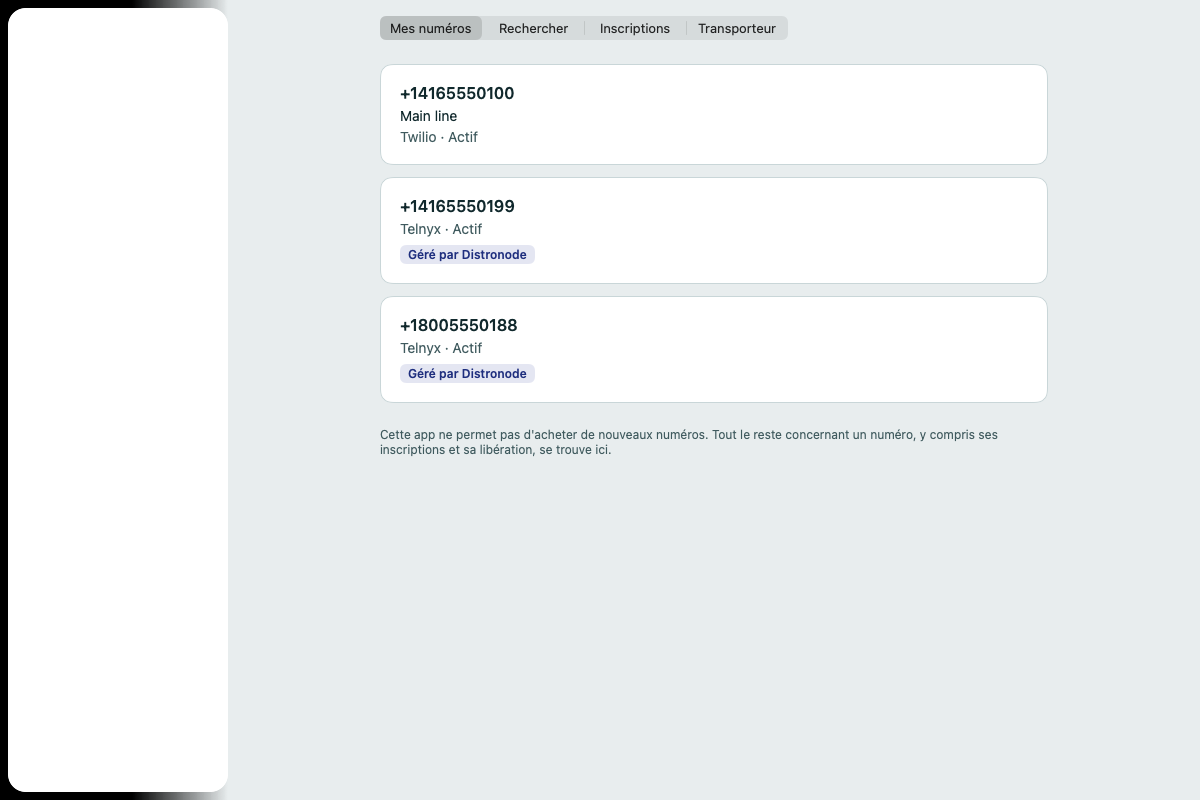 Mes numéros Rechercher Inscriptions Transporteur
+14165550100
Main line
Twilio · Actif
+14165550199
Telnyx · Actif
Géré par Distronode
+18005550188
Telnyx · Actif
Géré par Distronode
Cette app ne permet pas d'acheter de nouveaux numéros. Tout le reste concernant un numéro, y compris ses
inscriptions et sa libération, se trouve ici.